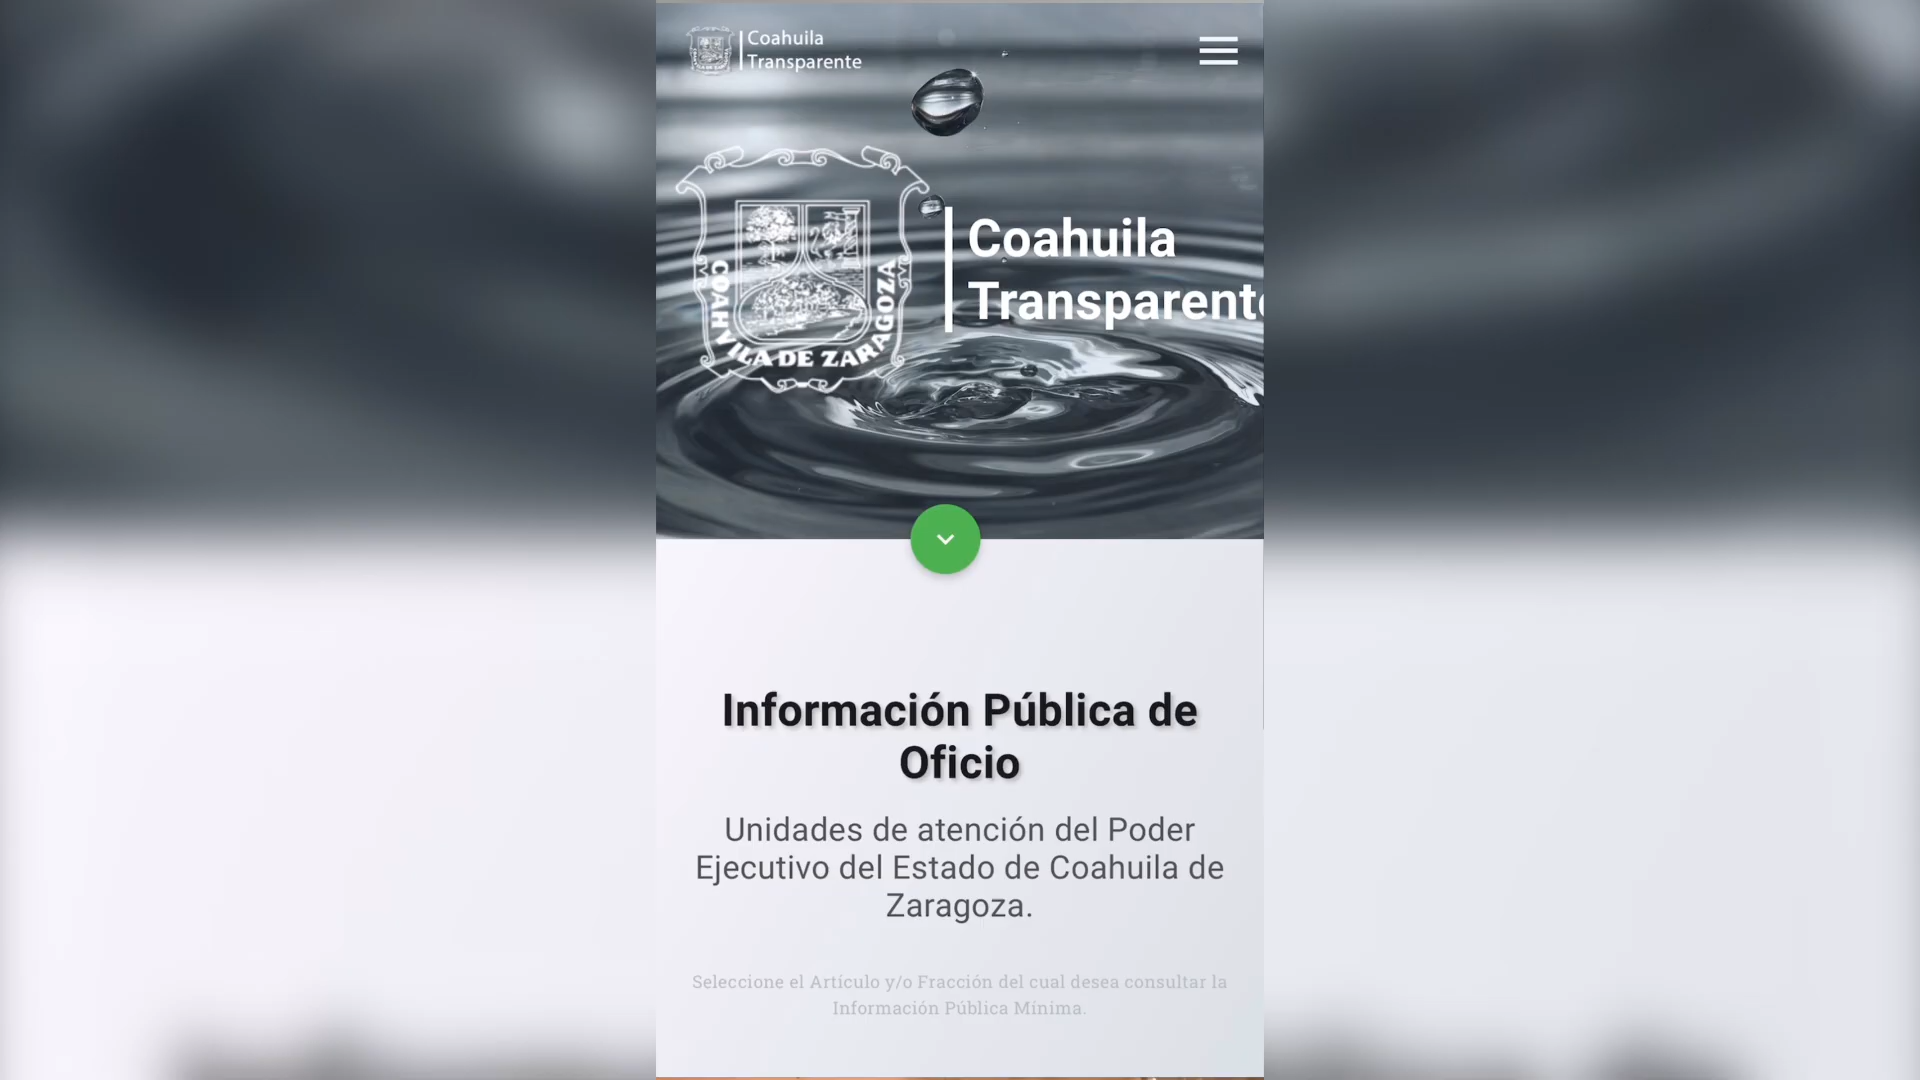 Coahuila
Transparente
COAHVILA DE ZARAGOZA
Coahuila
Transparente
Información Pública de
Oficio
Unidades de atención del Poder
Ejecutivo del Estado de Coahuila de
Zaragoza.
Seleccione el Artículo y/o Fracción del cual desea consultar la
Información Pública Mínima.